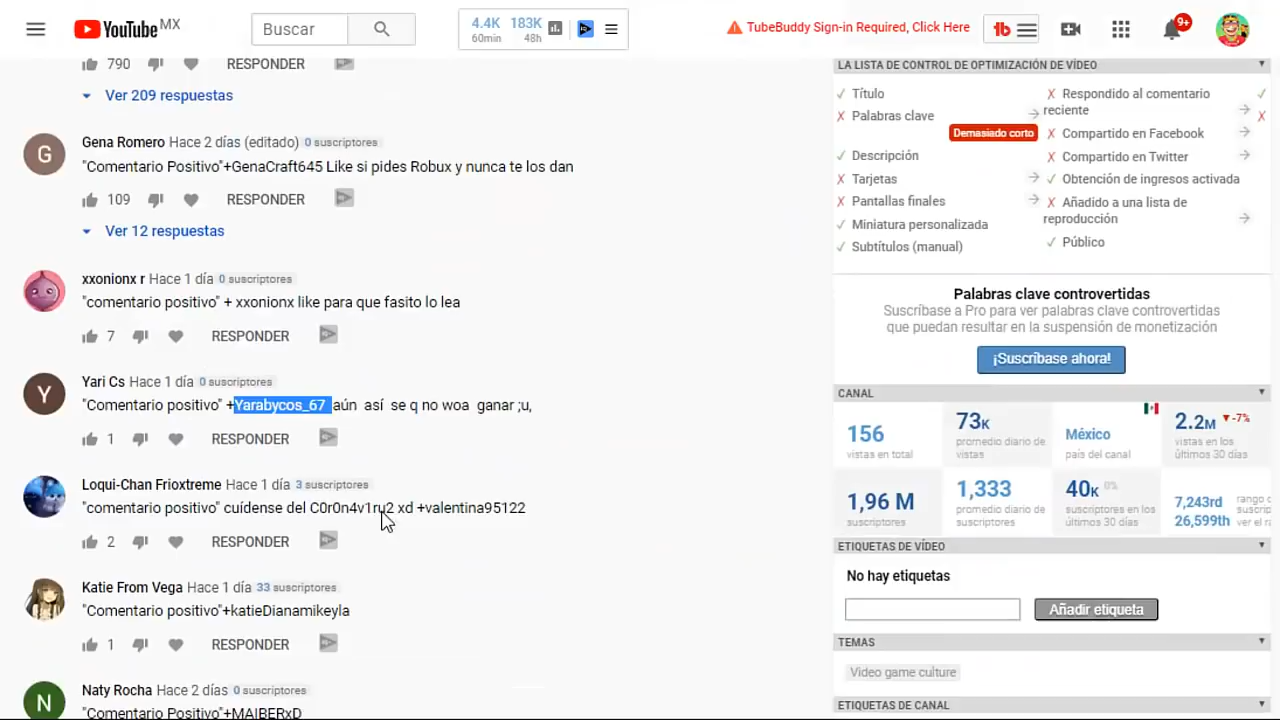 YouTube MX
Buscar
4.4K 183K
60min 48h
TubeBuddy Sign-in Required, Click Here
tb
9+
790 RESPONDER
Ver 209 respuestas
G
Gena Romero Hace 2 días (editado) 0 suscriptores
"Comentario Positivo"+GenaCraft645 Like si pides Robux y nunca te los dan
109 RESPONDER
Ver 12 respuestas
xxonionx r Hace 1 día 0 suscriptores
"comentario positivo" + xxonionx like para que fasito lo lea
7 RESPONDER
Y
Yari Cs Hace 1 día 0 suscriptores
"Comentario positivo" +Yarabycos_67 aún así se q no woa ganar ;u,
1 RESPONDER
Loqui-Chan Frioxtreme Hace 1 día 3 suscriptores
"comentario positivo" cuídense del C0r0n4v1ru2 xd +valentina95122
2 RESPONDER
Katie From Vega Hace 1 día 33 suscriptores
"Comentario positivo"+katieDianamikeyla
1 RESPONDER
N
Naty Rocha Hace 2 días 0 suscriptores
"Comentario Positivo"+MAIBERxD
LA LISTA DE CONTROL DE OPTIMIZACIÓN DE VÍDEO
Título
Palabras clave
Demasiado corto
Descripción
Tarjetas
Pantallas finales
Miniatura personalizada
Subtítulos (manual)
Respondido al comentario
reciente
Compartido en Facebook
Compartido en Twitter
Obtención de ingresos activada
Añadido a una lista de
reproducción
Público
Palabras clave controvertidas
Suscríbase a Pro para ver palabras clave controvertidas
que puedan resultar en la suspensión de monetización
¡Suscríbase ahora!
CANAL
156
vistas en total
73K
promedio diario de
vistas
México
país del canal
2.2M -7%
vistas en los
últimos 30 días
1,96 M
suscriptores
1,333
promedio diario de
suscriptores
40K 0%
suscriptores en los
últimos 30 días
7,243rd
26,599th
rango
suscrip
ver el ra
ETIQUETAS DE VÍDEO
No hay etiquetas
Añadir etiqueta
TEMAS
Video game culture
ETIQUETAS DE CANAL